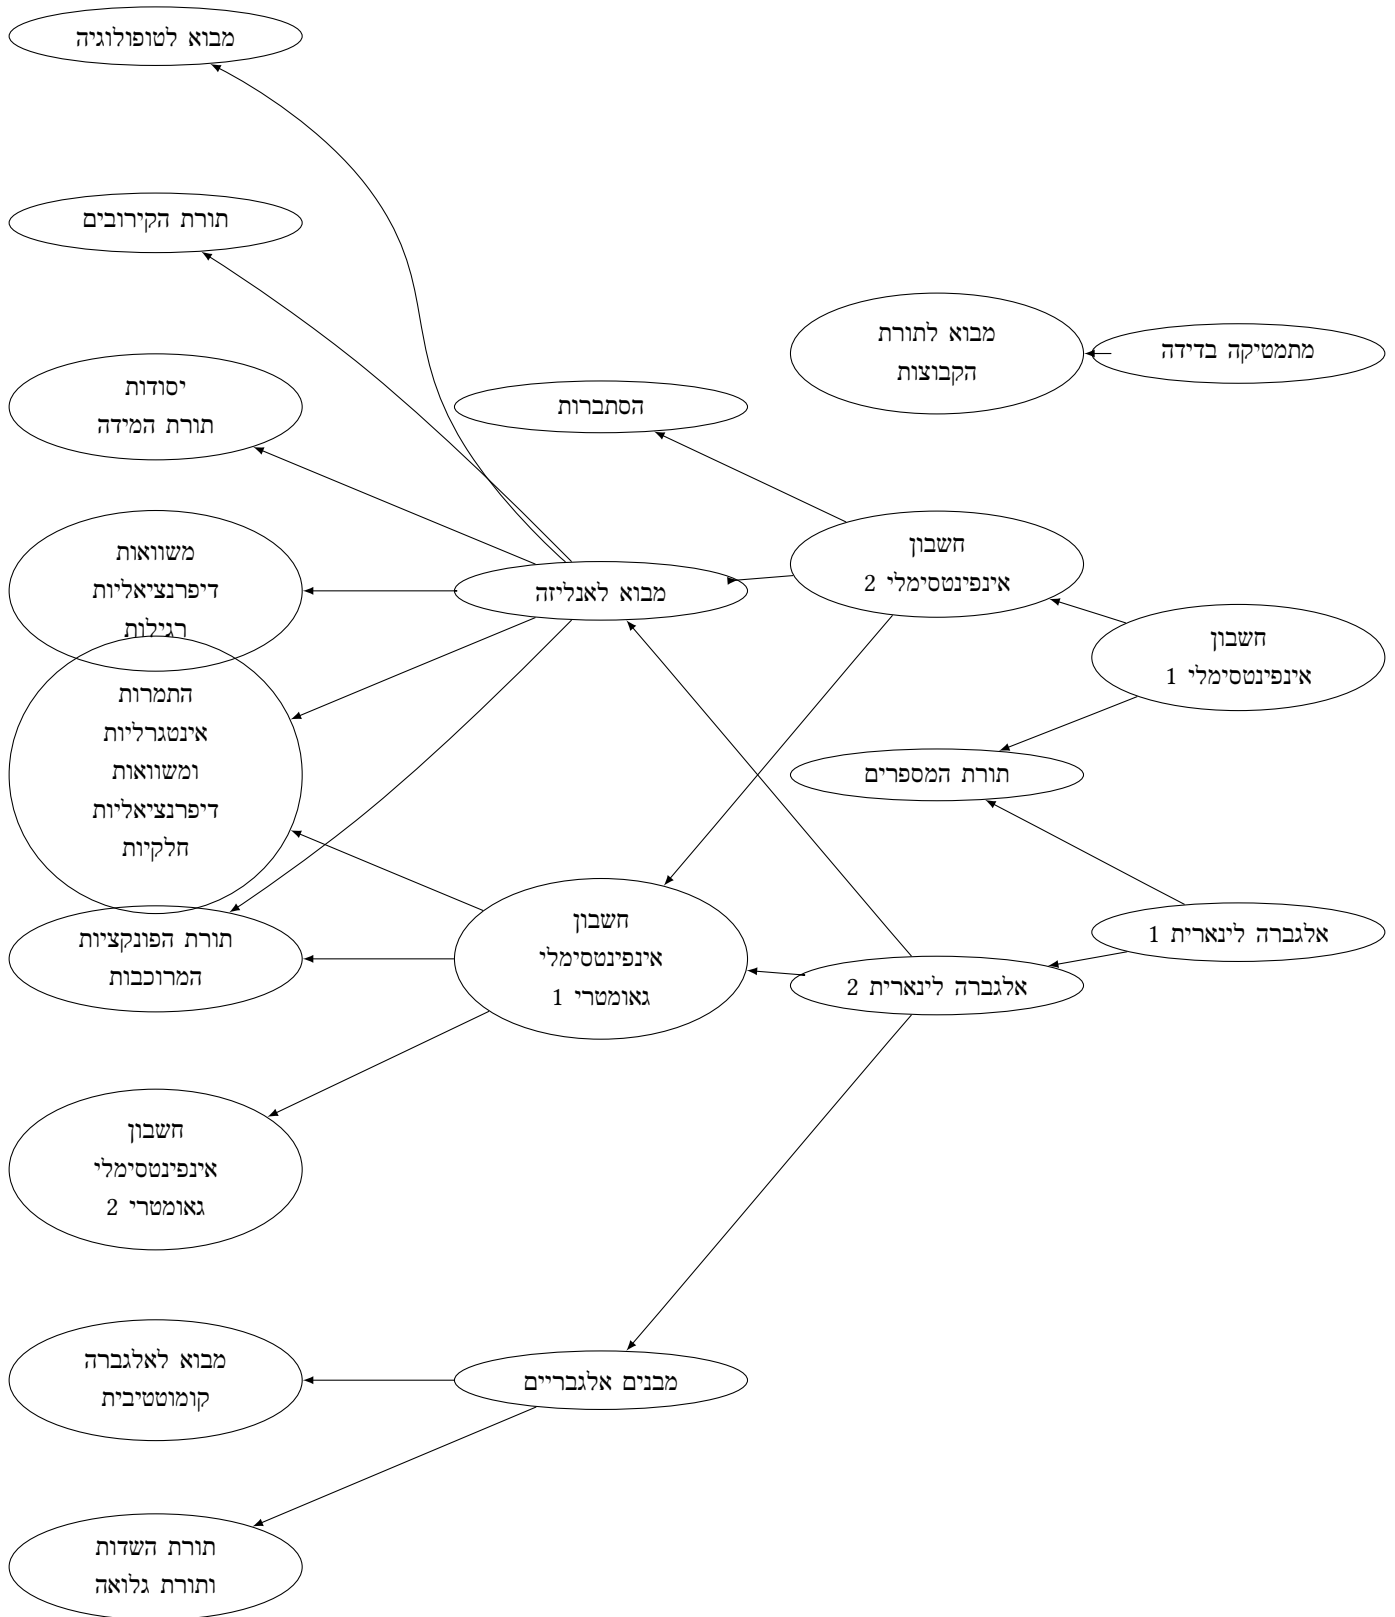 מבוא לטופולוגיה
תורת הקירובים
מבוא לתורת
הקבוצות
מתמטיקה בדידה
יסודות
תורת המידה
הסתברות
משוואות
דיפרנציאליות
רגילות
מבוא לאנליזה
חשבון
אינפינטסימלי 2
חשבון
אינפינטסימלי 1
התמרות
אינטגרליות
ומשוואות
דיפרנציאליות
חלקיות
תורת המספרים
תורת הפונקציות
המרוכבות
חשבון
אינפינטסימלי
גאומטרי 1
אלגברה לינארית 2
אלגברה לינארית 1
חשבון
אינפינטסימלי
גאומטרי 2
מבוא לאלגברה
קומוטטיבית
מבנים אלגבריים
תורת השדות
ותורת גלואה